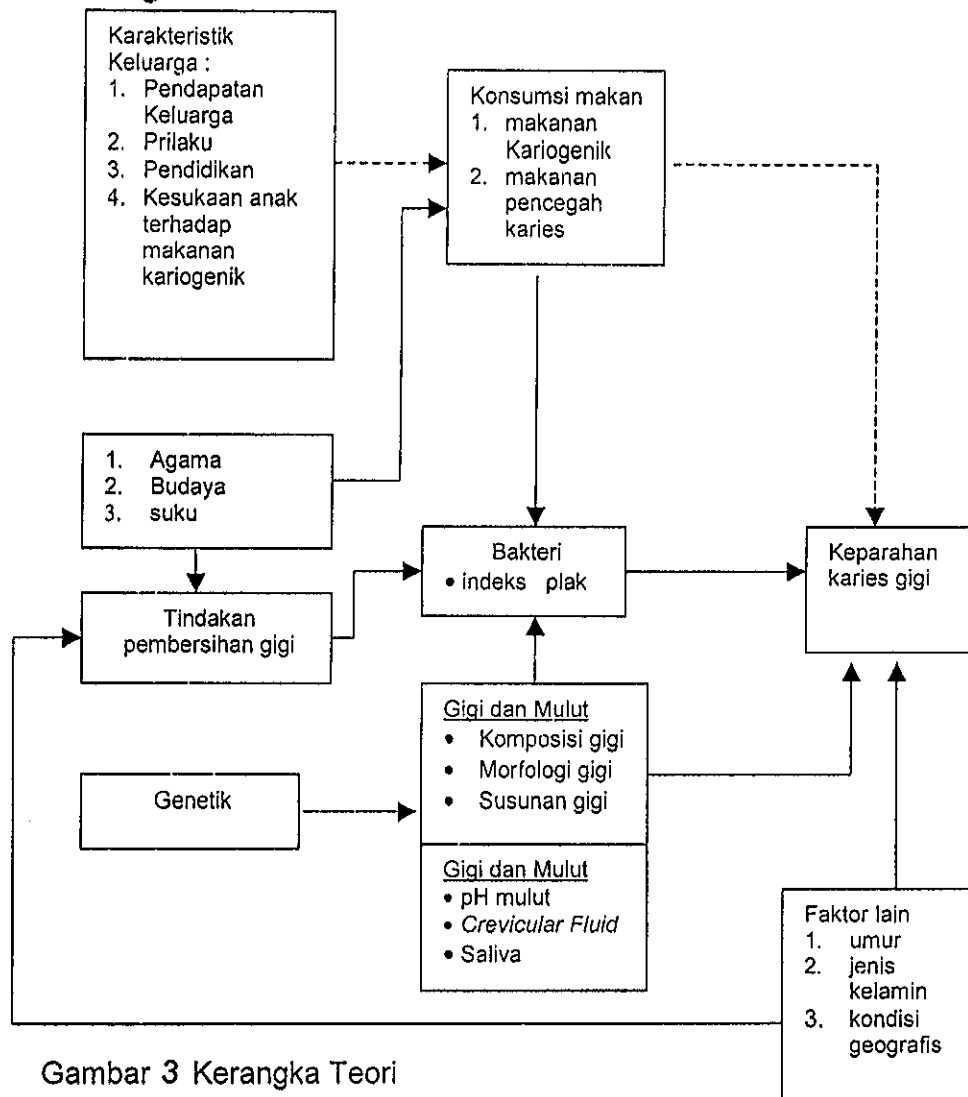 Karakteristik
Keluarga :
1. Pendapatan
Keluarga
2. Prilaku
3. Pendidikan
4. Kesukaan anak
terhadap
makanan
kariogenik
Konsumsi makan
1. makanan
Kariogenik
2. makanan
pencegah
karies
1. Agama
2. Budaya
3. suku
Bakteri
• indeks plak
Keparahan
karies gigi
Tindakan
pembersihan gigi
Gigi dan Mulut
• Komposisi gigi
• Morfologi gigi
• Susunan gigi
Genetik
Gigi dan Mulut
• pH mulut
• Crevicular Fluid
• Saliva
Faktor lain
1. umur
2. jenis
kelamin
3. kondisi
geografis
Gambar 3 Kerangka Teori